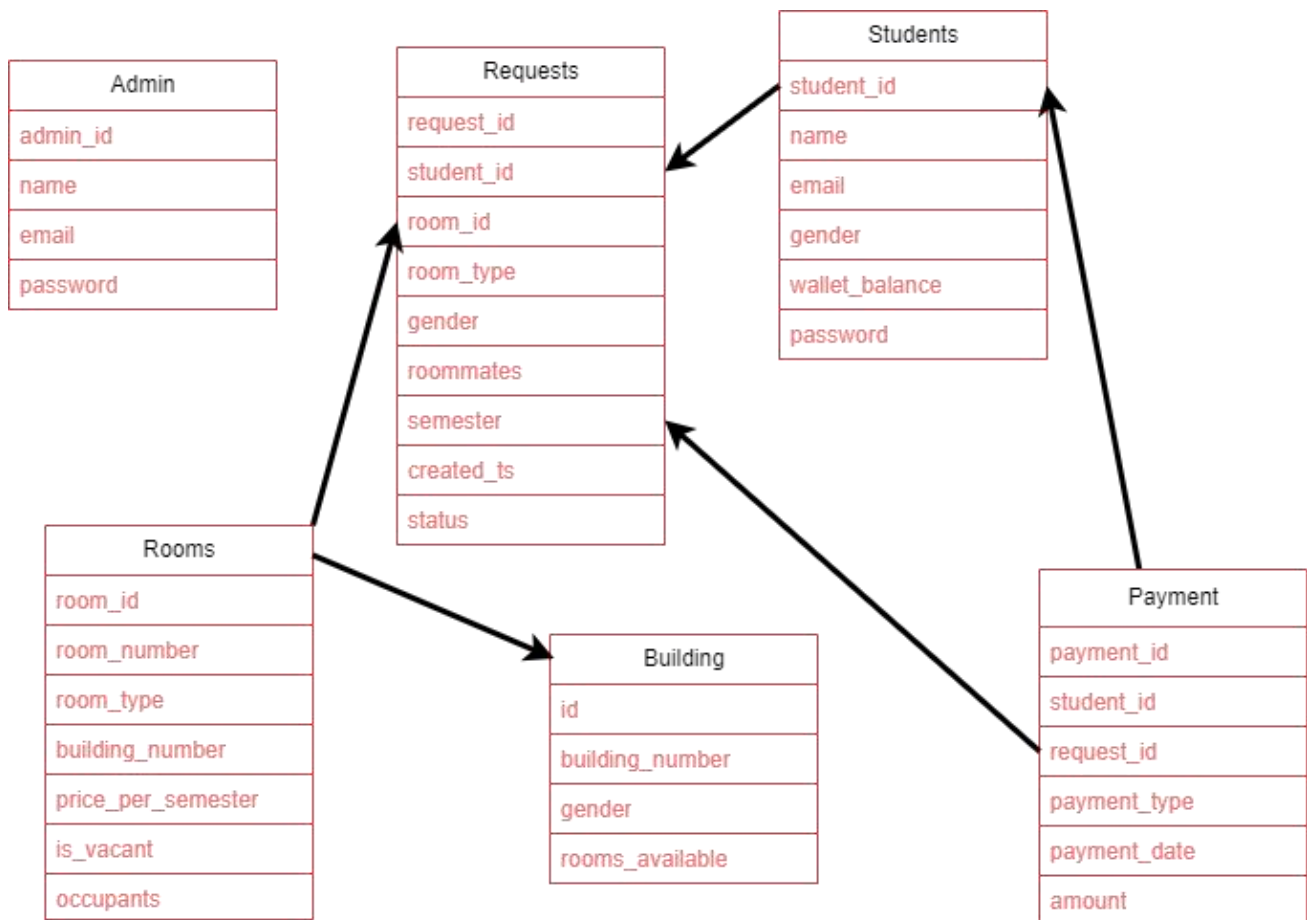 Admin
admin_id
name
email
password
Requests
request_id
student_id
room_id
room_type
gender
roommates
semester
created_ts
status
Students
student_id
name
email
gender
wallet_balance
password
Rooms
room_id
room_number
room_type
building_number
price_per_semester
is_vacant
occupants
Building
id
building_number
gender
rooms_available
Payment
payment_id
student_id
request_id
payment_type
payment_date
amount